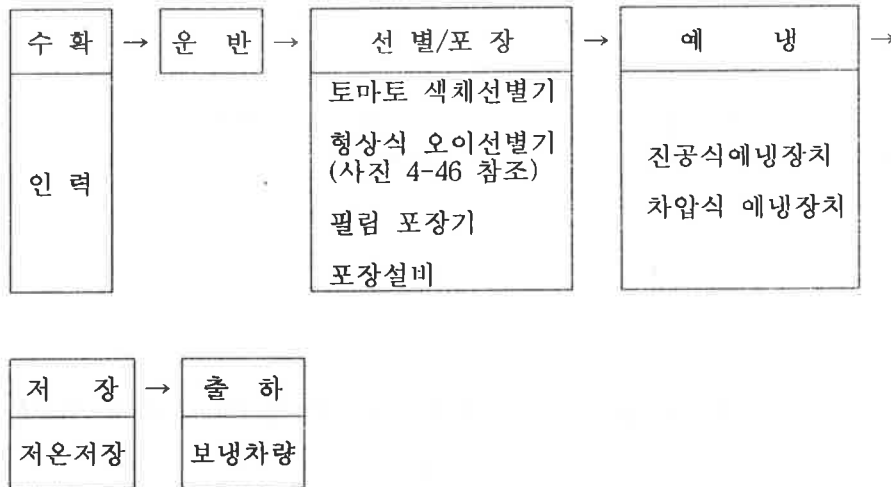 수 확 → 운 반 → 선 별/포 장 → 예 냉 →
인 력
토마토 색체선별기
형상식 오이선별기
(사진 4-46 참조)
필림 포장기
포장설비
진공식예냉장치
차압식 예냉장치
저 장 → 출 하
저온저장
보냉차량